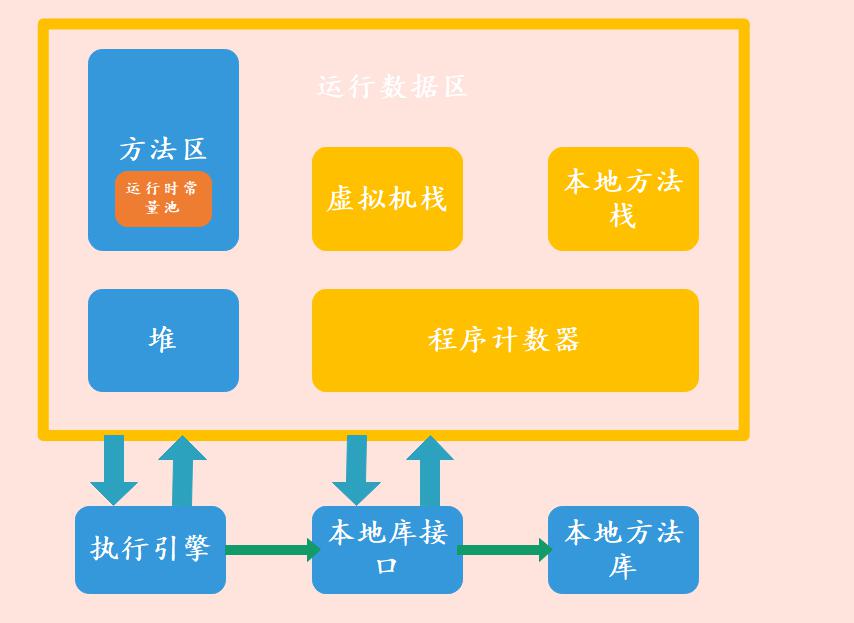 运行数据区
方法区
运行时常
量池
虚拟机栈
本地方法
栈
堆
程序计数器
执行引擎
本地库接
口
本地方法
库